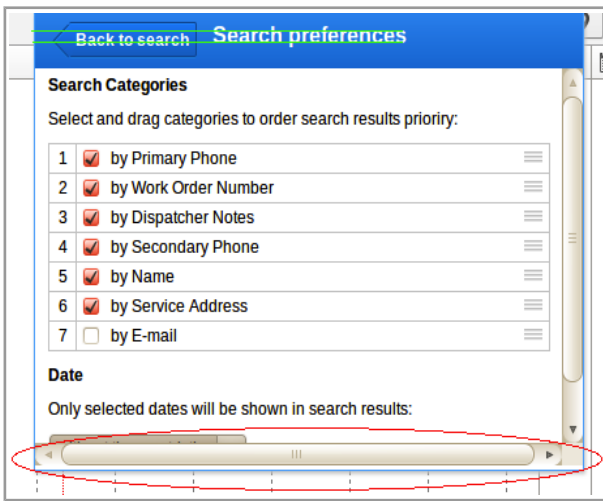 Back to search Search preferences
Search Categories
Select and drag categories to order search results prioriry:
1 by Primary Phone
2 by Work Order Number
3 by Dispatcher Notes
4 by Secondary Phone
5 by Name
6 by Service Address
7 by E-mail
Date
Only selected dates will be shown in search results: